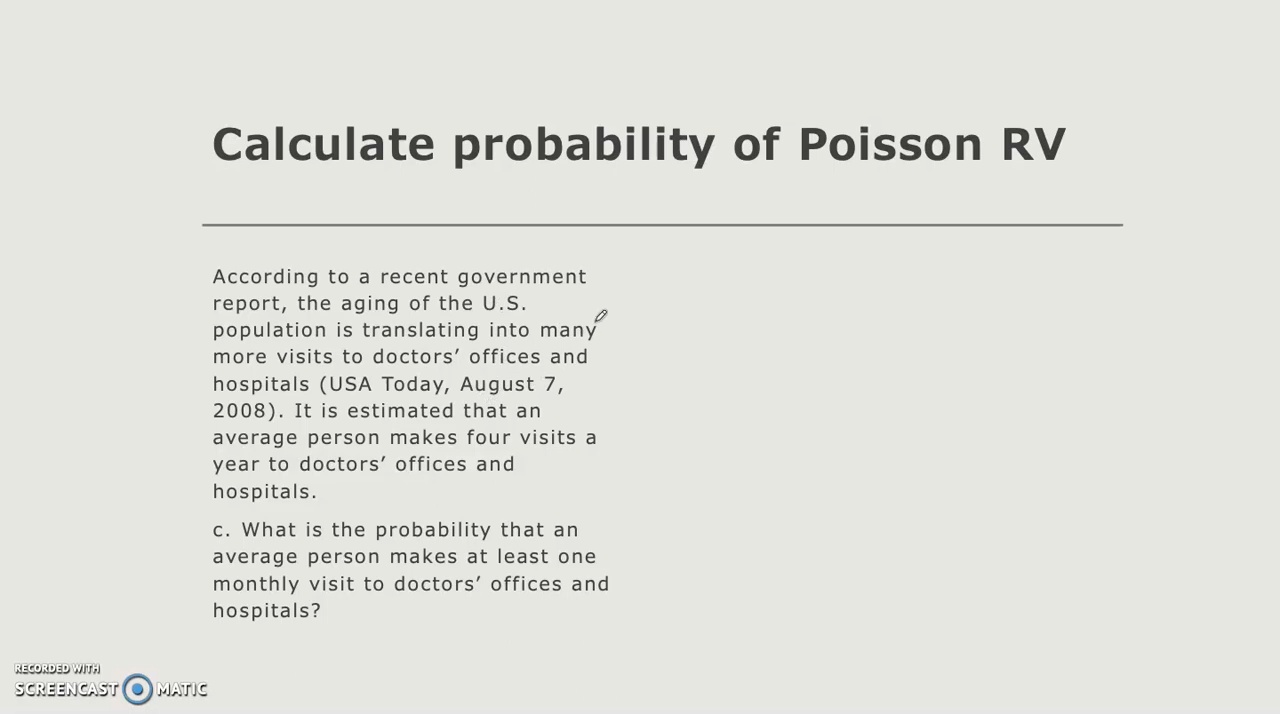 Calculate probability of Poisson RV
According to a recent government
report, the aging of the U.S.
population is translating into many
more visits to doctors’ offices and
hospitals (USA Today, August 7,
2008). It is estimated that an
average person makes four visits a
year to doctors’ offices and
hospitals.
c. What is the probability that an
average person makes at least one
monthly visit to doctors’ offices and
hospitals?
RECORDED WITH
SCREENCAST MATIC